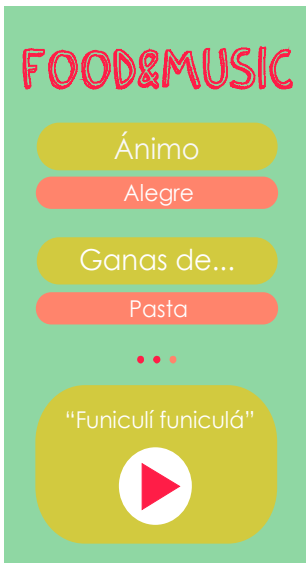 FOOD&MUSIC
Ánimo
Alegre
Ganas de...
Pasta
“Funiculí funiculá”